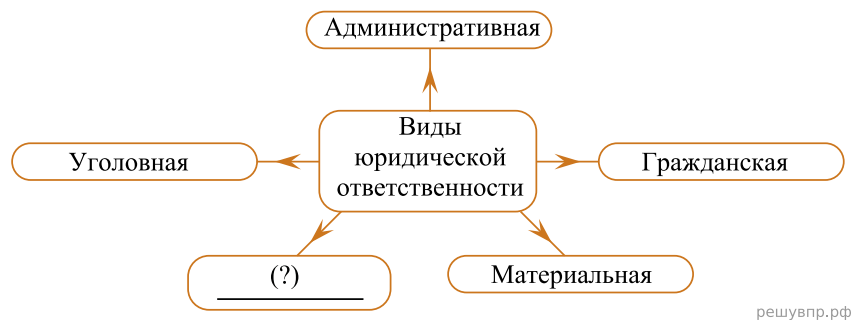 Административная
Виды
юридической
ответственности
Уголовная
Гражданская
(?)
Материальная
решувпр.рф